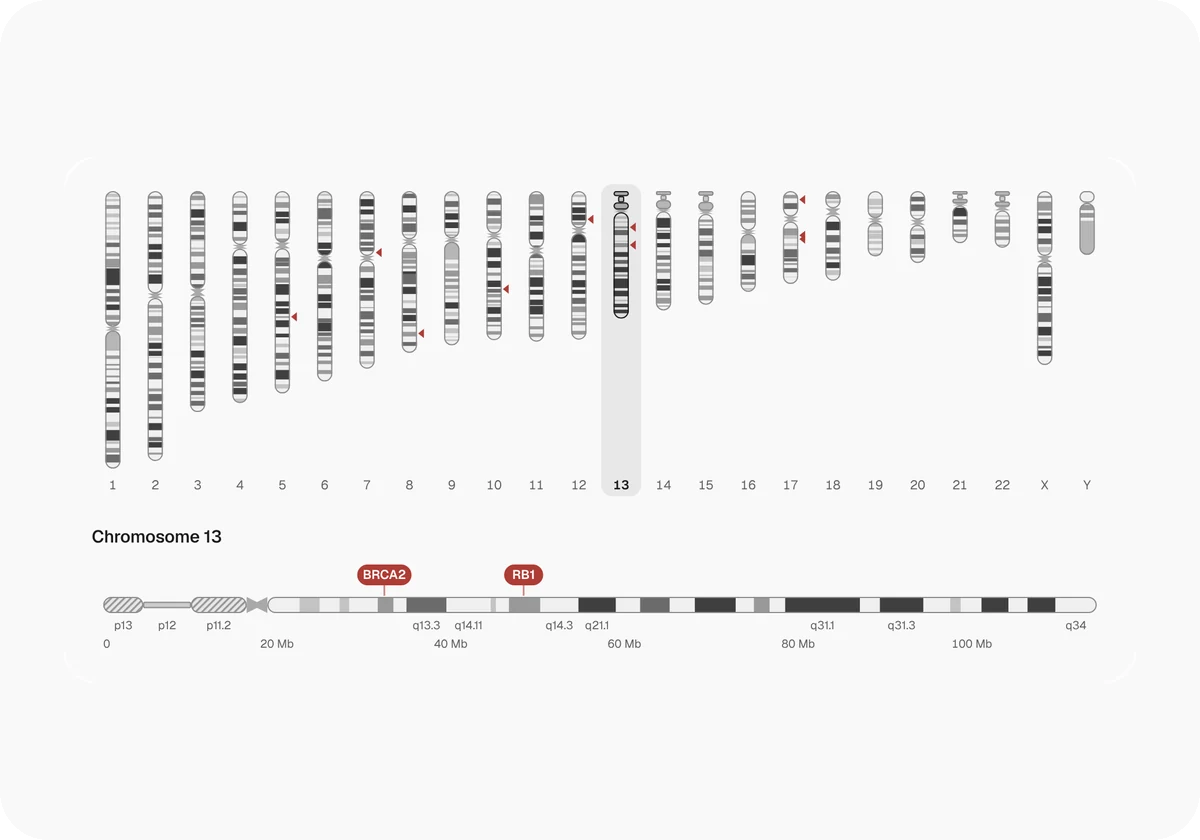 1 2 3 4 5 6 7 8 9 10 11 12 13 14 15 16 17 18 19 20 21 22 X Y
Chromosome 13
BRCA2 RB1
p13 p12 p11.2 q13.3 q14.11 q14.3 q21.1 q31.1 q31.3 q34
0 20 Mb 40 Mb 60 Mb 80 Mb 100 Mb